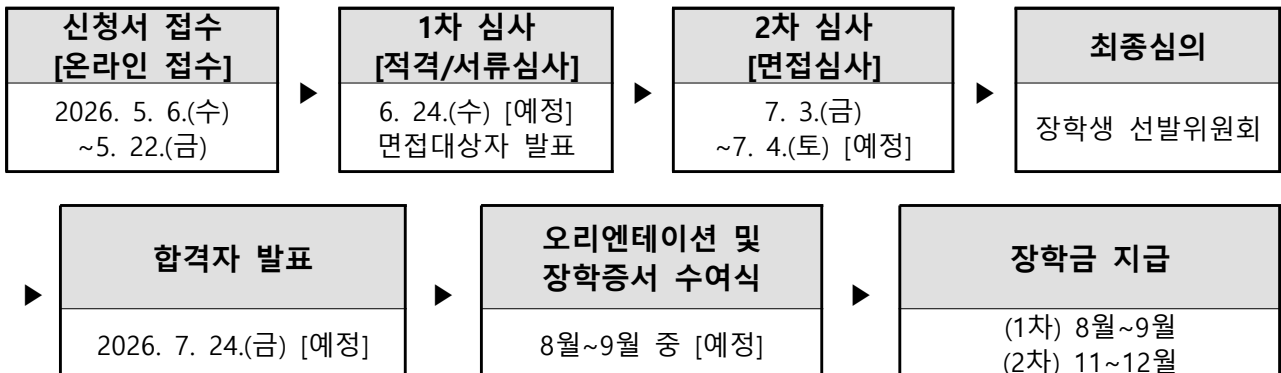 신청서 접수
[온라인 접수]
2026. 5. 6.(수)
~5. 22.(금)
▶
1차 심사
[적격/서류심사]
6. 24.(수) [예정]
면접대상자 발표
▶
2차 심사
[면접심사]
7. 3.(금)
~7. 4.(토) [예정]
▶
최종심의
장학생 선발위원회
▶
합격자 발표
2026. 7. 24.(금) [예정]
▶
오리엔테이션 및
장학증서 수여식
8월~9월 중 [예정]
▶
장학금 지급
(1차) 8월~9월
(2차) 11~12월